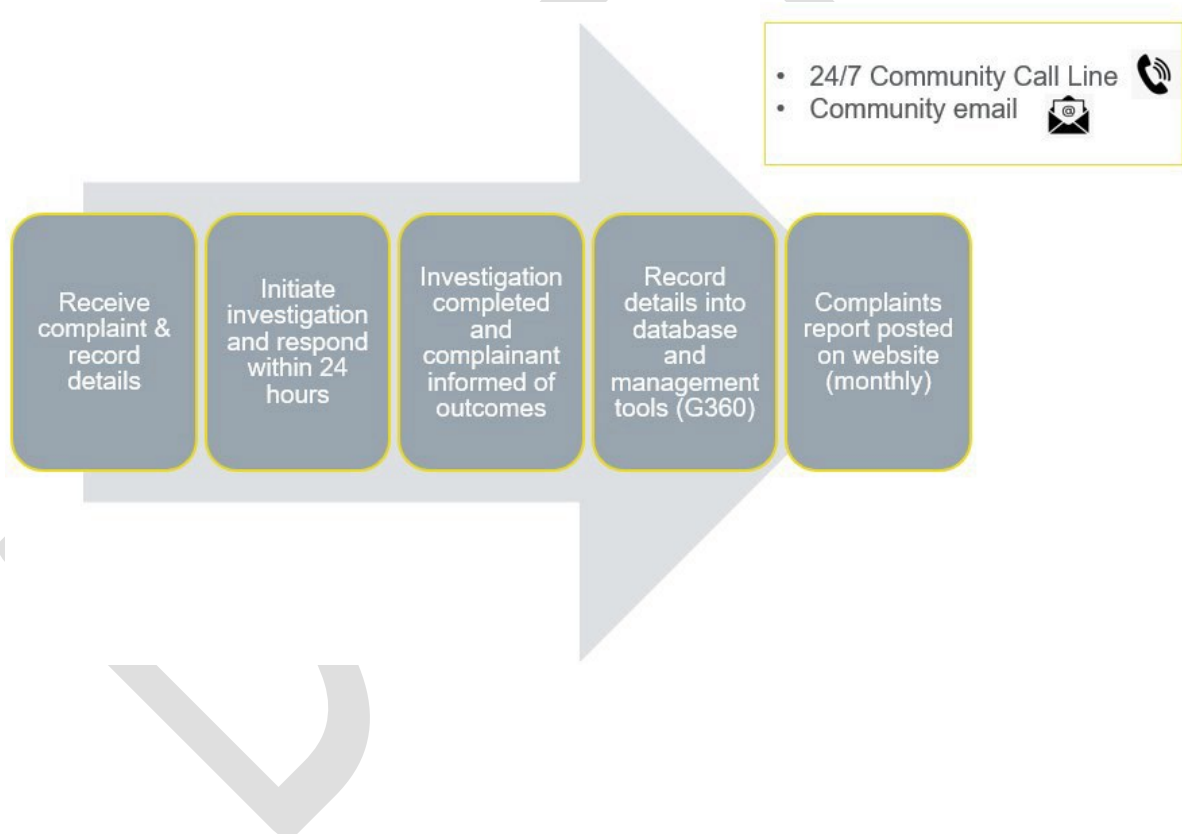 • 24/7 Community Call Line
• Community email
Receive
complaint &
record
details
Initiate
investigation
and respond
within 24
hours
Investigation
completed
and
complainant
informed of
outcomes
Record
details into
database
and
management
tools (G360)
Complaints
report posted
on website
(monthly)